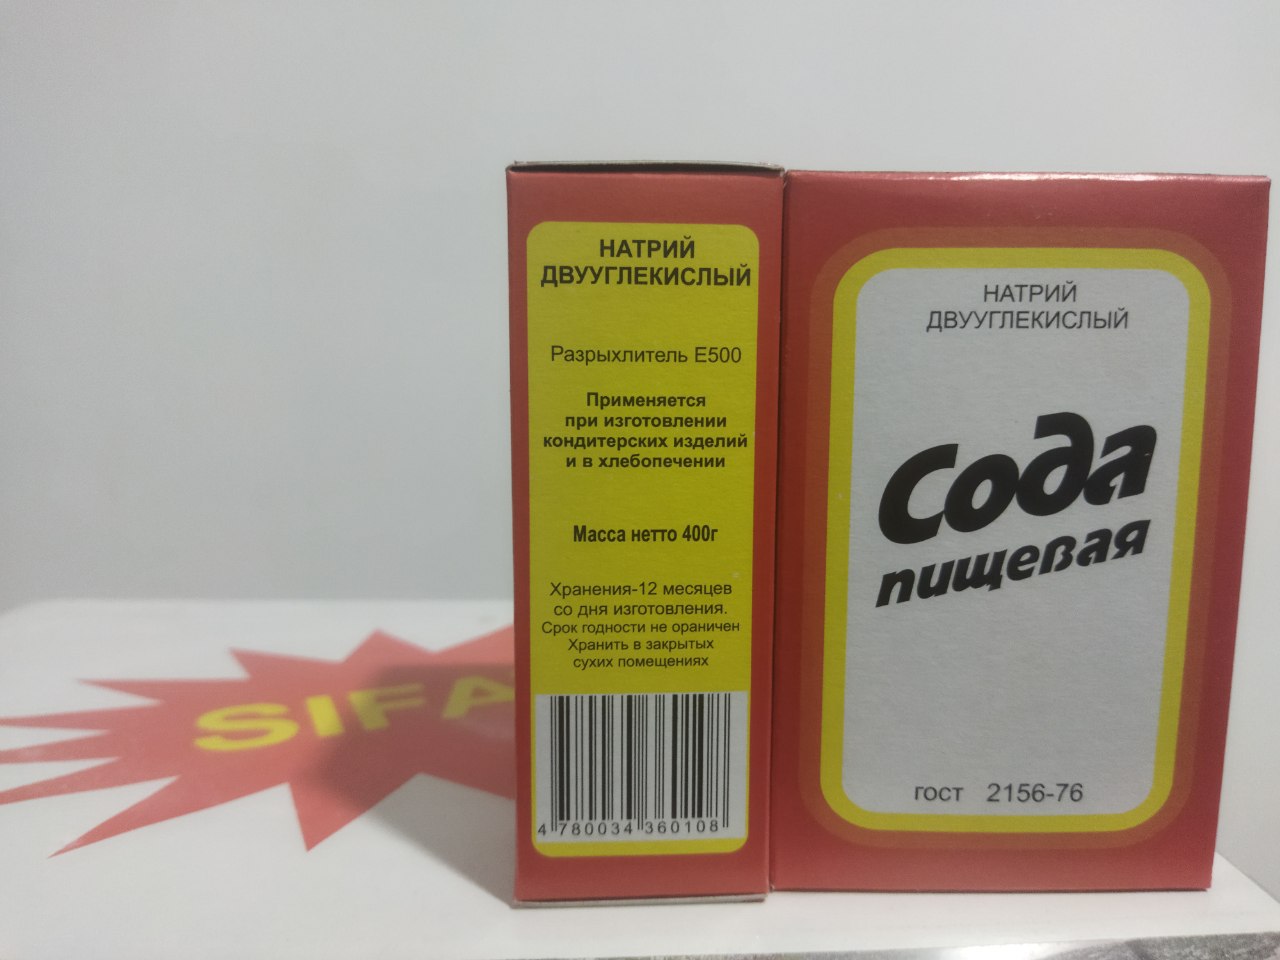 НАТРИЙ
ДВУУГЛЕКИСЛЫЙ
Разрыхлитель Е500
Применяется
при изготовлении
кондитерских изделий
и в хлебопечении
Масса нетто 400г
Хранения-12 месяцев
со дня изготовления.
Срок годности не ораничен
Хранить в закрытых
сухих помещениях
4 780034 360108
НАТРИЙ
ДВУУГЛЕКИСЛЫЙ
Сода
пищевая
гост 2156-76
SIFA